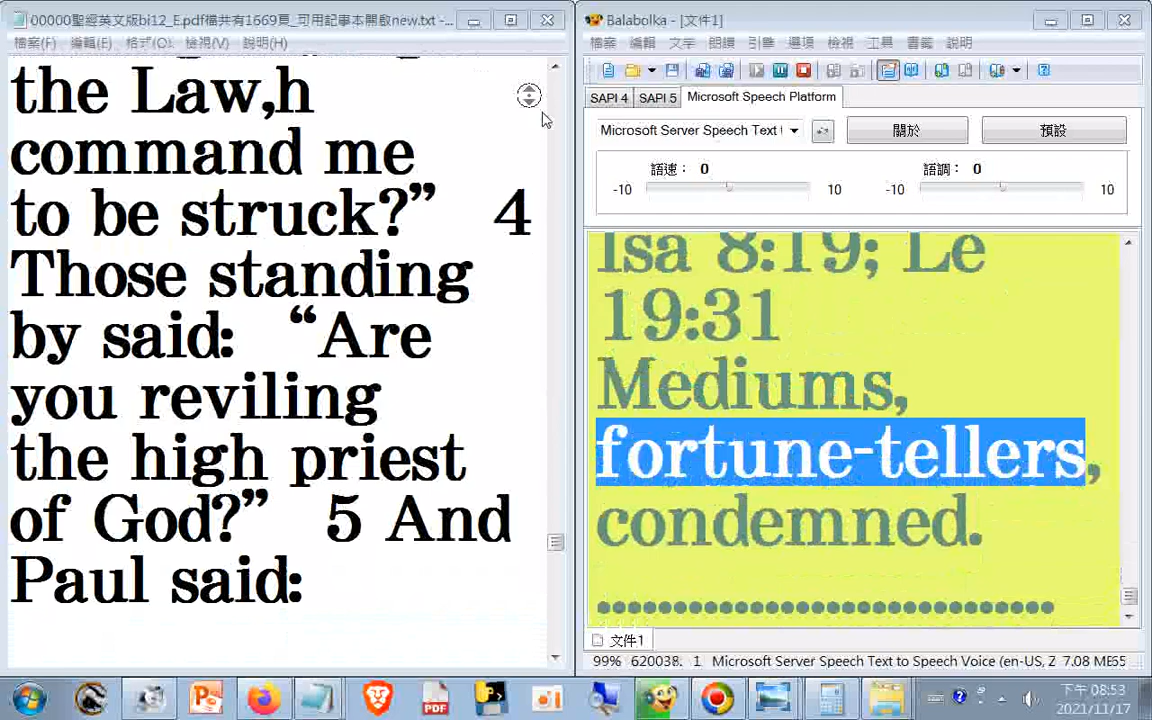 00000聖經英文版bi12_E.pdf檔共有1669頁_可用記事本開啟new.txt -...
檔案(F) 編輯(E) 格式(O) 檢視(V) 說明(H)
the Law,h
command me
to be struck?” 4
Those standing
by said: “Are
you reviling
the high priest
of God?” 5 And
Paul said:
Balabolka - [文件1]
檔案 編輯 文字 朗讀 引擎 選項 檢視 工具 書籤 說明
SAPI 4 SAPI 5 Microsoft Speech Platform
Microsoft Server Speech Text t 關於 預設
語速： 0 語調： 0
-10 10 -10 10
Isa 8:19; Le
19:31
Mediums,
fortune-tellers,
condemned.
..............................
文件1
99% 620038. 1 Microsoft Server Speech Text to Speech Voice (en-US, Z 7.08 ME55
下午 08:53
2021/11/17